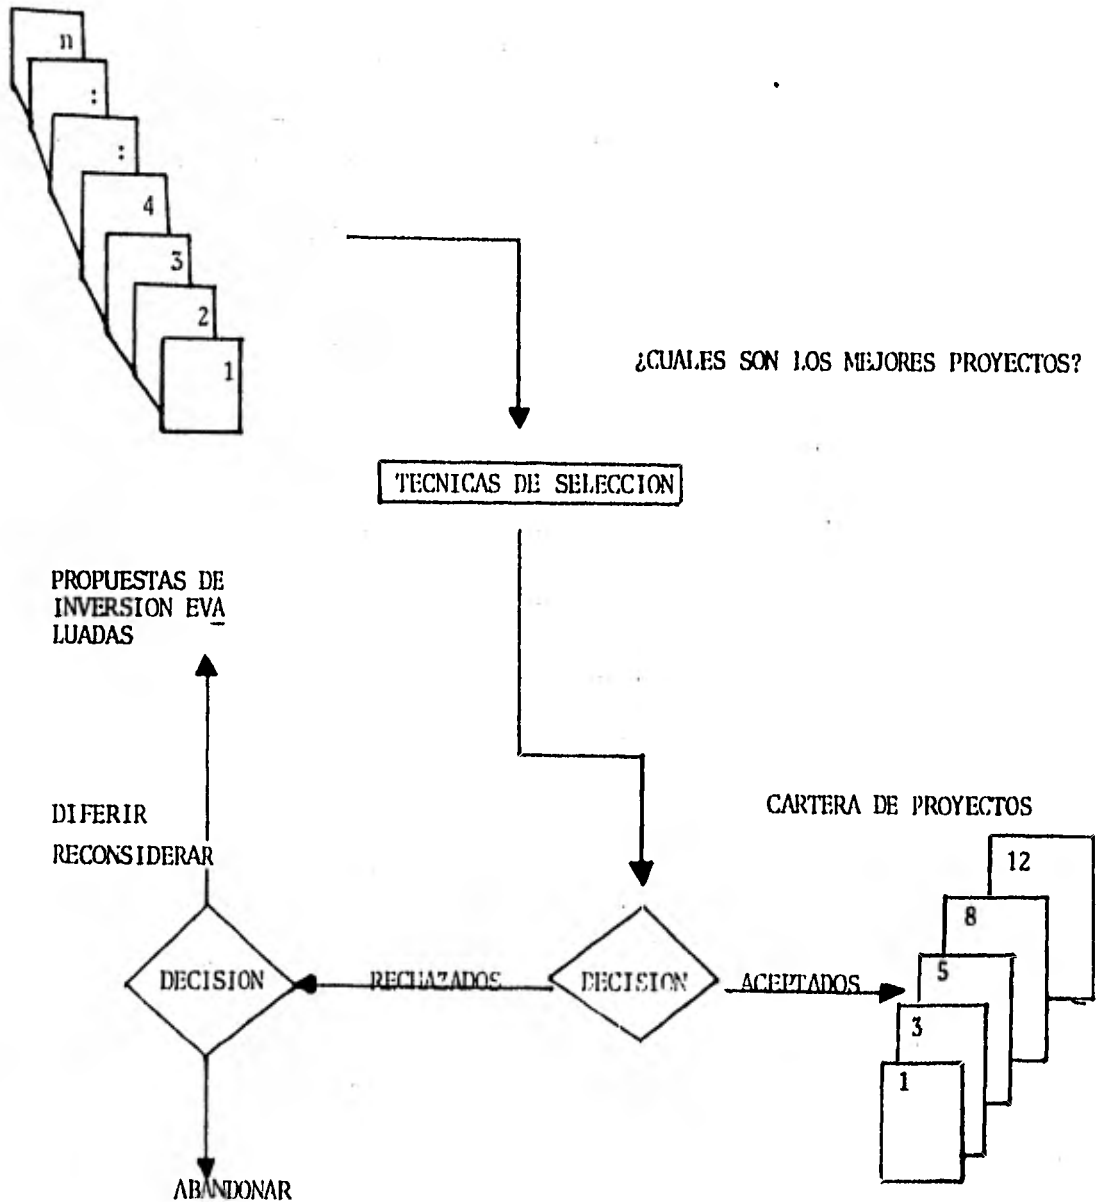 n
:
:
4
3
2
1
¿CUALES SON LOS MEJORES PROYECTOS?
TECNICAS DE SELECCION
PROPUESTAS DE
INVERSION EVA
LUADAS
DIFERIR
RECONSIDERAR
CARTERA DE PROYECTOS
12
8
5
3
1
DECISION
RECHAZADOS
DECISION
ACEPTADOS
ABANDONAR